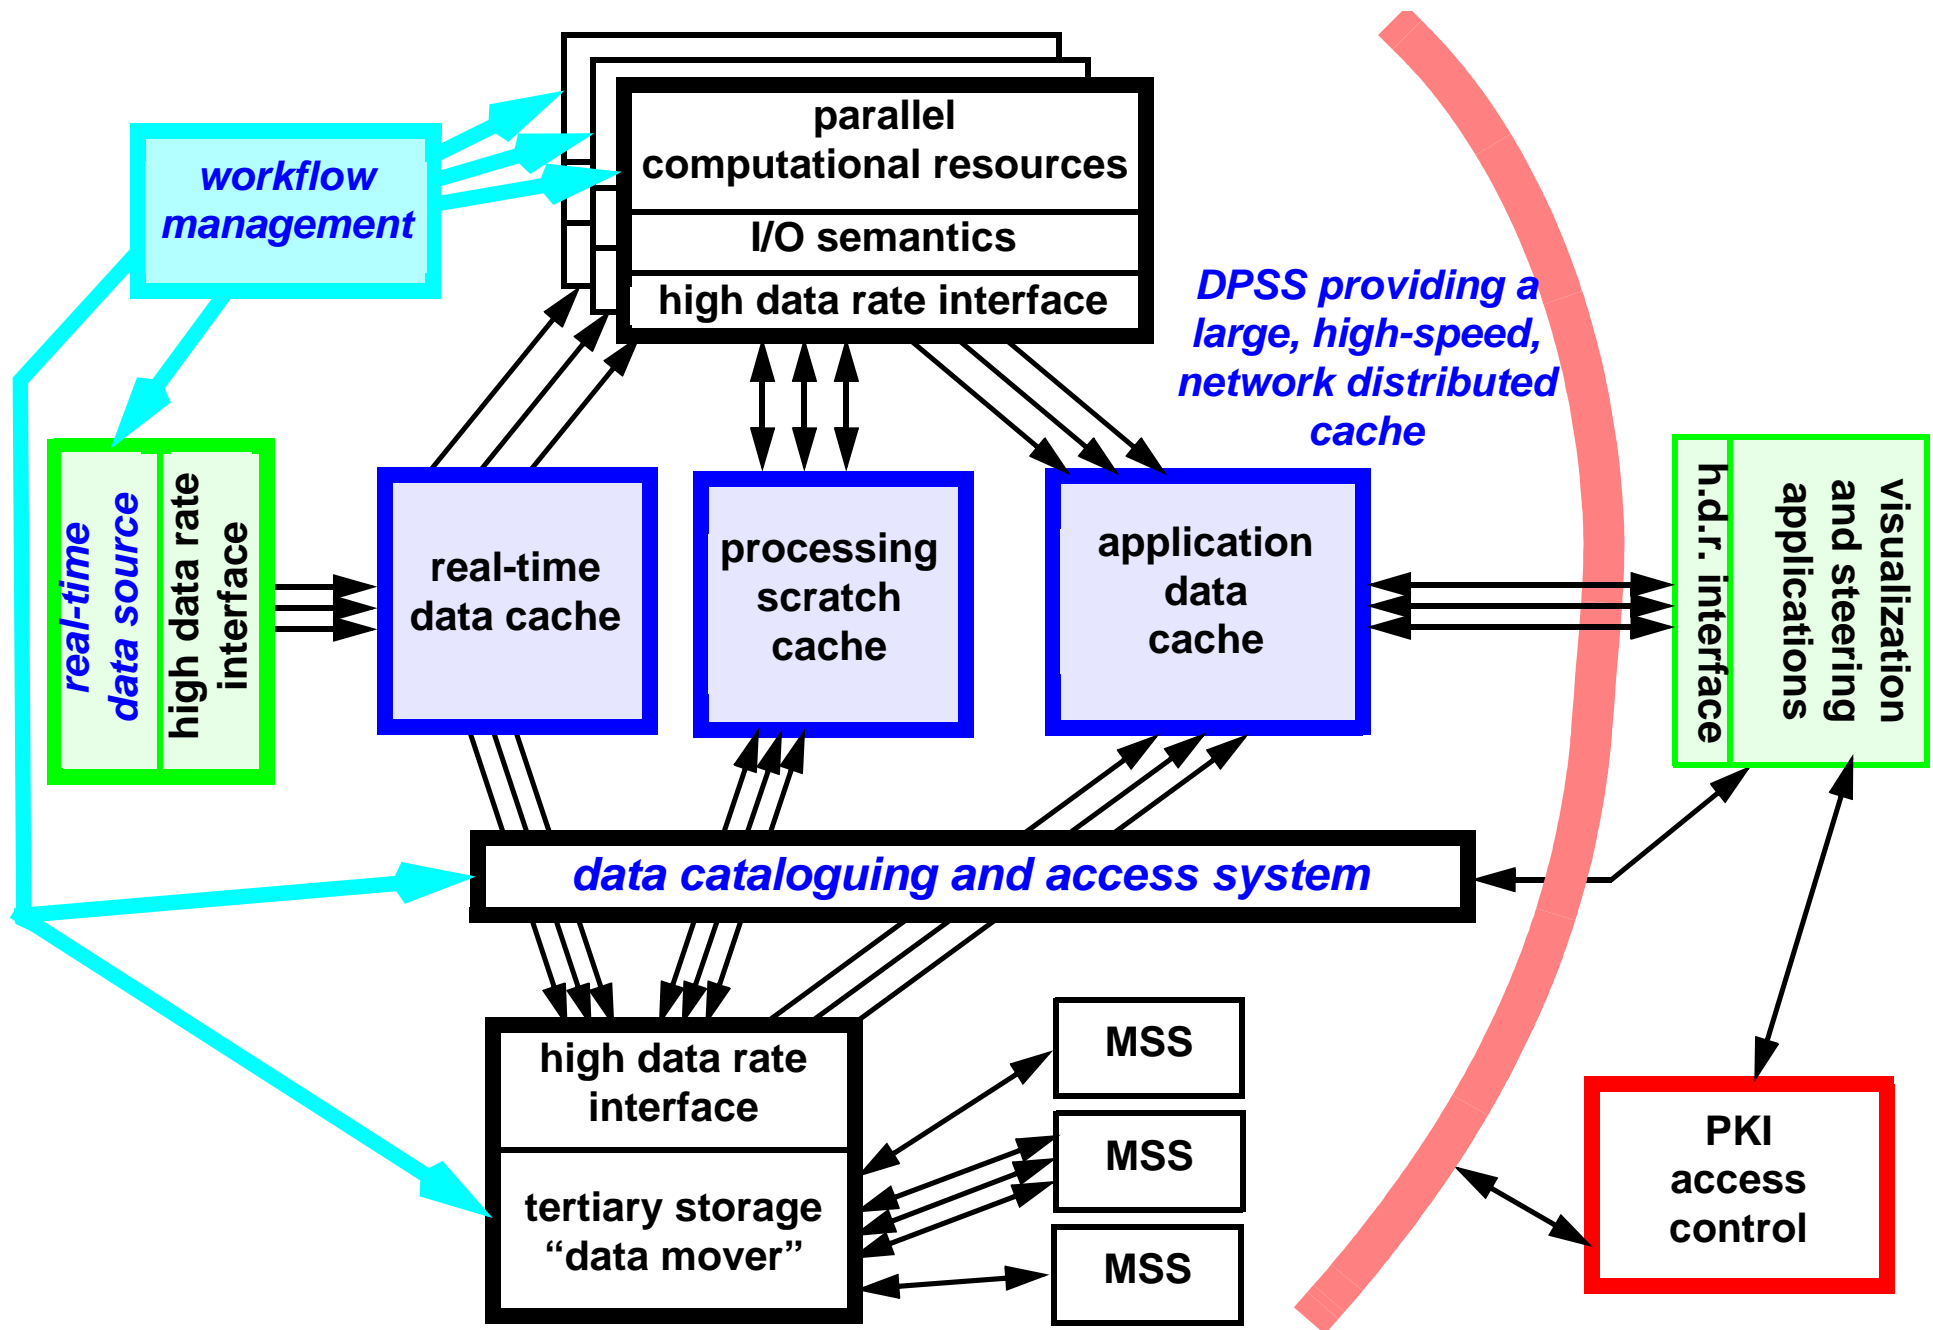 parallel
computational resources
I/O semantics
high data rate interface
workflow
management
DPSS providing a
large, high-speed,
network distributed
cache
real-time
data source
high data rate
interface
real-time
data cache
processing
scratch
cache
application
data
cache
h.d.r. interface
visualization
and steering
applications
data cataloguing and access system
high data rate
interface
tertiary storage
“data mover”
MSS
MSS
MSS
PKI
access
control